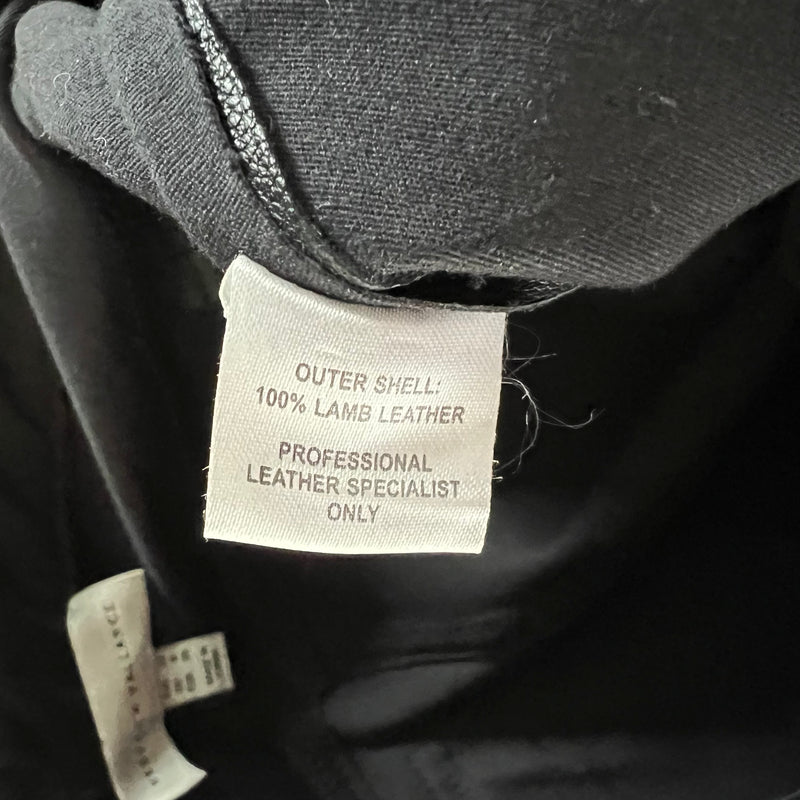 OUTER SHELL:
100% LAMB LEATHER
PROFESSIONAL
LEATHER SPECIALIST
ONLY